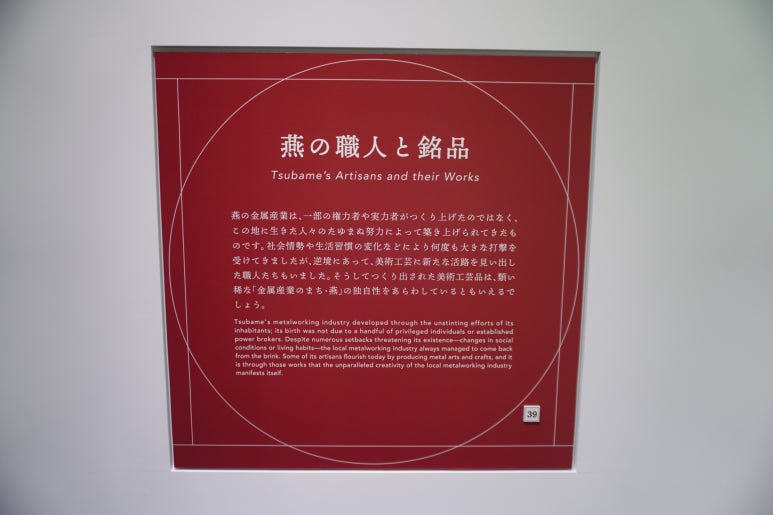 燕の職人と銘品
Tsubame's Artisans and their Works
燕の金属産業は、一部の権力者や実力者がつくり上げたのではなく、
この地に生きた人々のたゆまぬ努力によって築き上げられてきたも
のです。社会情勢や生活習慣の変化などにより何度も大きな打撃を
受けてきましたが、逆境にあって、美術工芸に新たな活路を見い出し
た職人たちもいました。そうしてつくり出された美術工芸品は、類い
稀な「金属産業のまち・燕」の独自性をあらわしているともいえるで
しょう。
Tsubame's metalworking industry developed through the unstinting efforts of its
inhabitants; its birth was not due to a handful of privileged individuals or established
power brokers. Despite numerous setbacks threatening its existence—changes in social
conditions or living habits—the local metalworking industry always managed to come back
from the brink. Some of its artisans flourish today by producing metal arts and crafts, and it
is through those works that the unparalleled creativity of the local metalworking industry
manifests itself.
39